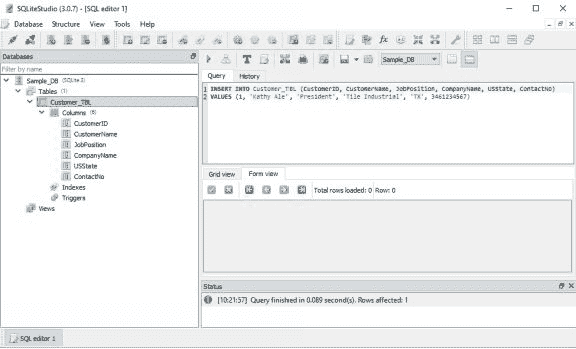 SQLiteStudio (3.0.7) - [SQL editor 1]
Database Structure View Tools Help
Databases
Filter by name
Sample_DB (SQLite 3)
Tables (1)
Customer_TBL
Columns (6)
CustomerID
CustomerName
JobPosition
CompanyName
USState
ContactNo
Indexes
Triggers
Views
fx
Sample_DB
Query History
1 INSERT INTO Customer_TBL (CustomerID, CustomerName, JobPosition, CompanyName, USState, ContactNo)
2 VALUES (1, 'Kathy Ale', 'President', 'Tile Industrial', 'TX', 3461234567)
Grid view Form view
Total rows loaded: 0 Row: 0
Status
[10:21:57] Query finished in 0.089 second(s). Rows affected: 1
SQL editor 1